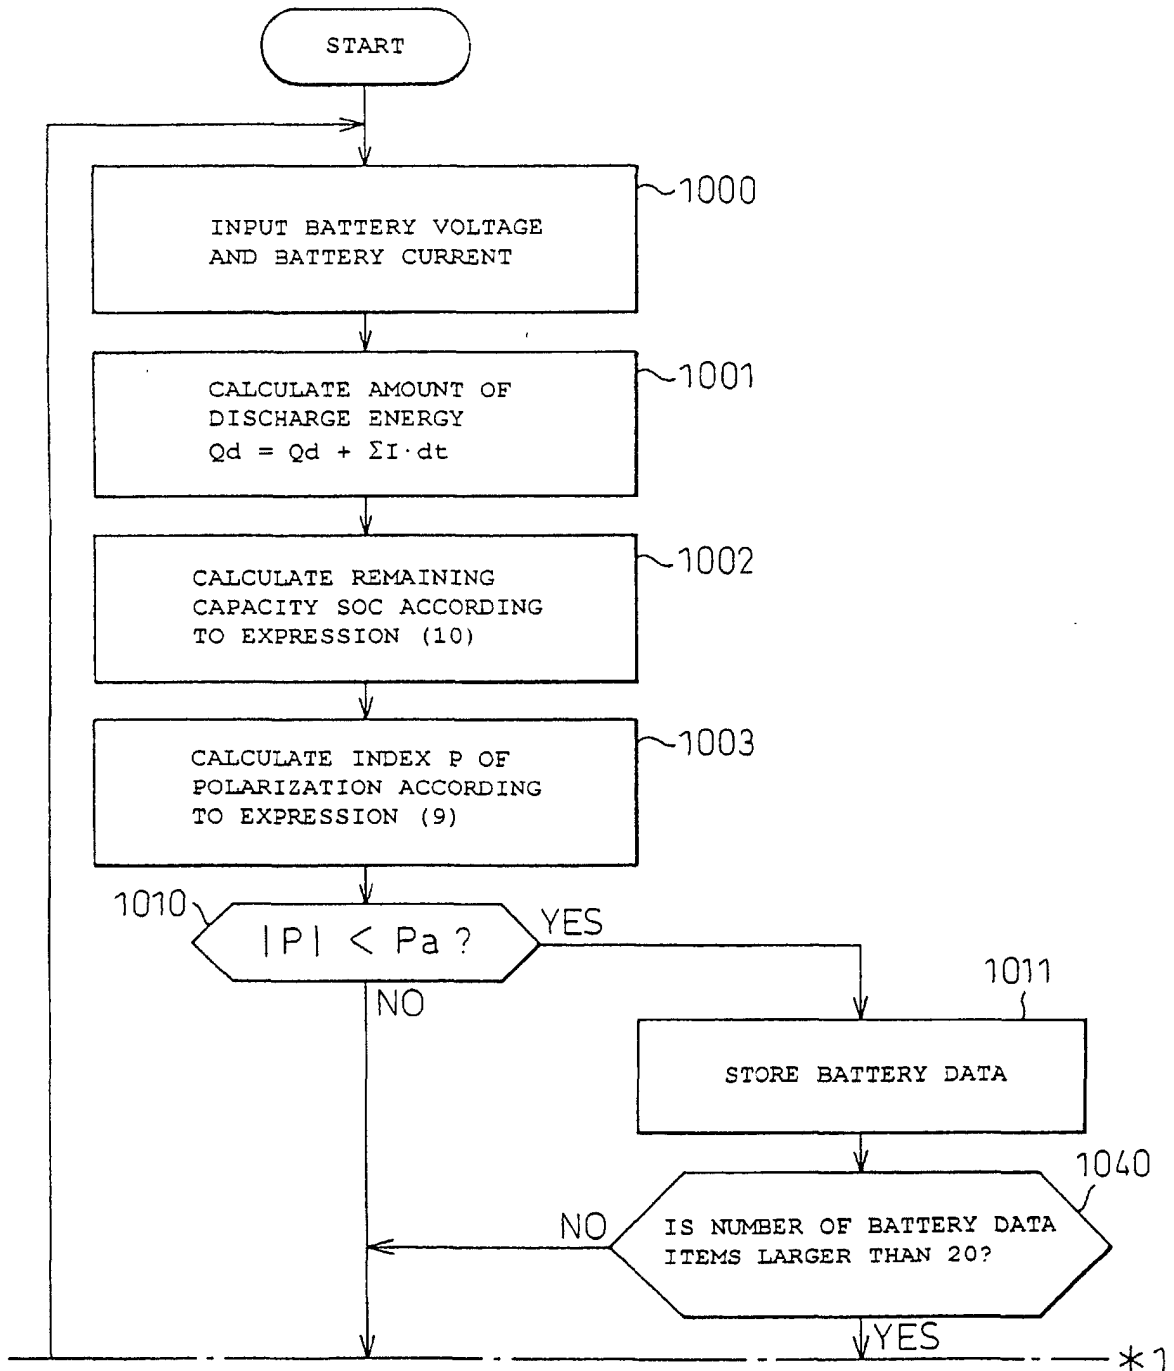 START
1000
INPUT BATTERY VOLTAGE
AND BATTERY CURRENT
1001
CALCULATE AMOUNT OF
DISCHARGE ENERGY
Qd = Qd + ΣI·dt
1002
CALCULATE REMAINING
CAPACITY SOC ACCORDING
TO EXPRESSION (10)
1003
CALCULATE INDEX P OF
POLARIZATION ACCORDING
TO EXPRESSION (9)
1010
|P| < Pa ?
YES
NO
1011
STORE BATTERY DATA
1040
IS NUMBER OF BATTERY DATA
ITEMS LARGER THAN 20?
NO
YES
*1